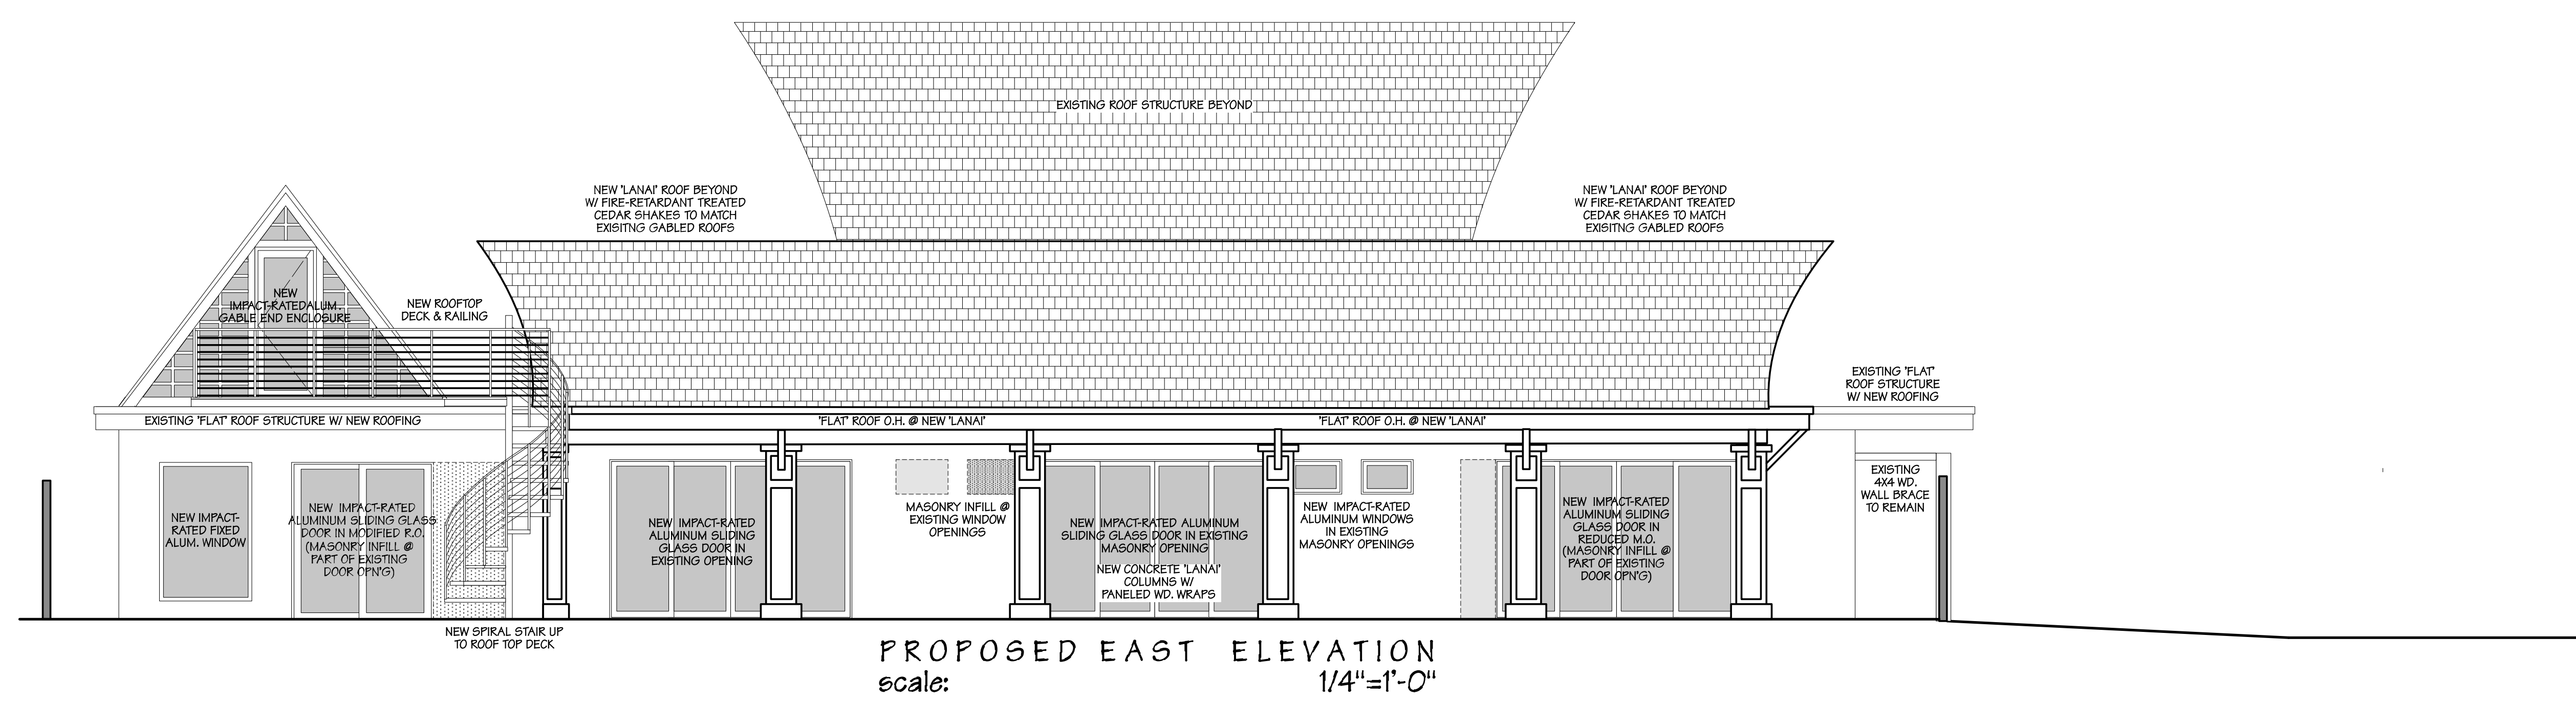 EXISTING ROOF STRUCTURE BEYOND
NEW 'LANAI' ROOF BEYOND
W/ FIRE-RETARDANT TREATED
CEDAR SHAKES TO MATCH
EXISITNG GABLED ROOFS
NEW 'LANAI' ROOF BEYOND
W/ FIRE-RETARDANT TREATED
CEDAR SHAKES TO MATCH
EXISITNG GABLED ROOFS
NEW
IMPACT-RATED ALUM.
GABLE END ENCLOSURE
NEW ROOFTOP
DECK & RAILING
EXISTING 'FLAT'
ROOF STRUCTURE
W/ NEW ROOFING
EXISTING 'FLAT' ROOF STRUCTURE W/ NEW ROOFING
'FLAT' ROOF O.H. @ NEW 'LANAI'
'FLAT' ROOF O.H. @ NEW 'LANAI'
NEW IMPACT-
RATED FIXED
ALUM. WINDOW
NEW IMPACT-RATED
ALUMINUM SLIDING GLASS
DOOR IN MODIFIED R.O.
(MASONRY INFILL @
PART OF EXISTING
DOOR OPN'G)
NEW IMPACT-RATED
ALUMINUM SLIDING
GLASS DOOR IN
EXISTING OPENING
MASONRY INFILL @
EXISTING WINDOW
OPENINGS
NEW IMPACT-RATED ALUMINUM
SLIDING GLASS DOOR IN EXISTING
MASONRY OPENING
NEW CONCRETE 'LANAI'
COLUMNS W/
PANELED WD. WRAPS
NEW IMPACT-RATED
ALUMINUM WINDOWS
IN EXISTING
MASONRY OPENINGS
NEW IMPACT-RATED
ALUMINUM SLIDING
GLASS DOOR IN
REDUCED M.O.
(MASONRY INFILL @
PART OF EXISTING
DOOR OPN'G)
EXISTING
4X4 WD.
WALL BRACE
TO REMAIN
NEW SPIRAL STAIR UP
TO ROOF TOP DECK
PROPOSED EAST ELEVATION
scale: 1/4"=1'-0"